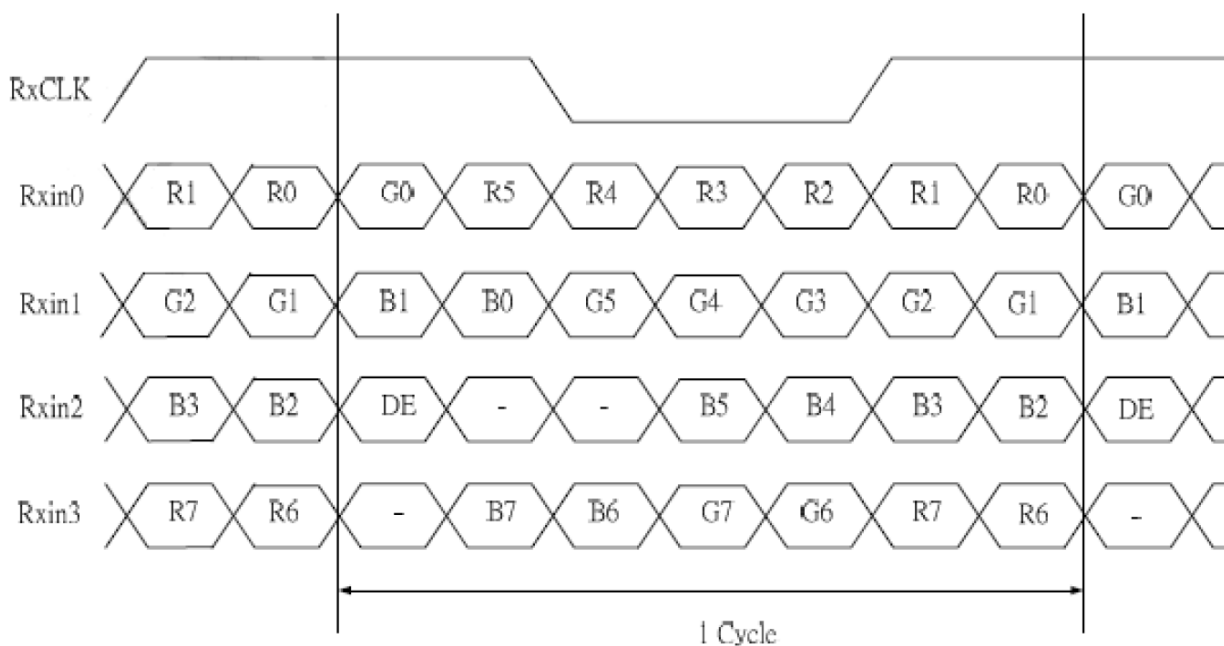 RxCLK
Rxin0 R1 R0 G0 R5 R4 R3 R2 R1 R0 G0
Rxin1 G2 G1 B1 B0 G5 G4 G3 G2 G1 B1
Rxin2 B3 B2 DE - - B5 B4 B3 B2 DE
Rxin3 R7 R6 - B7 B6 G7 G6 R7 R6 -
1 Cycle